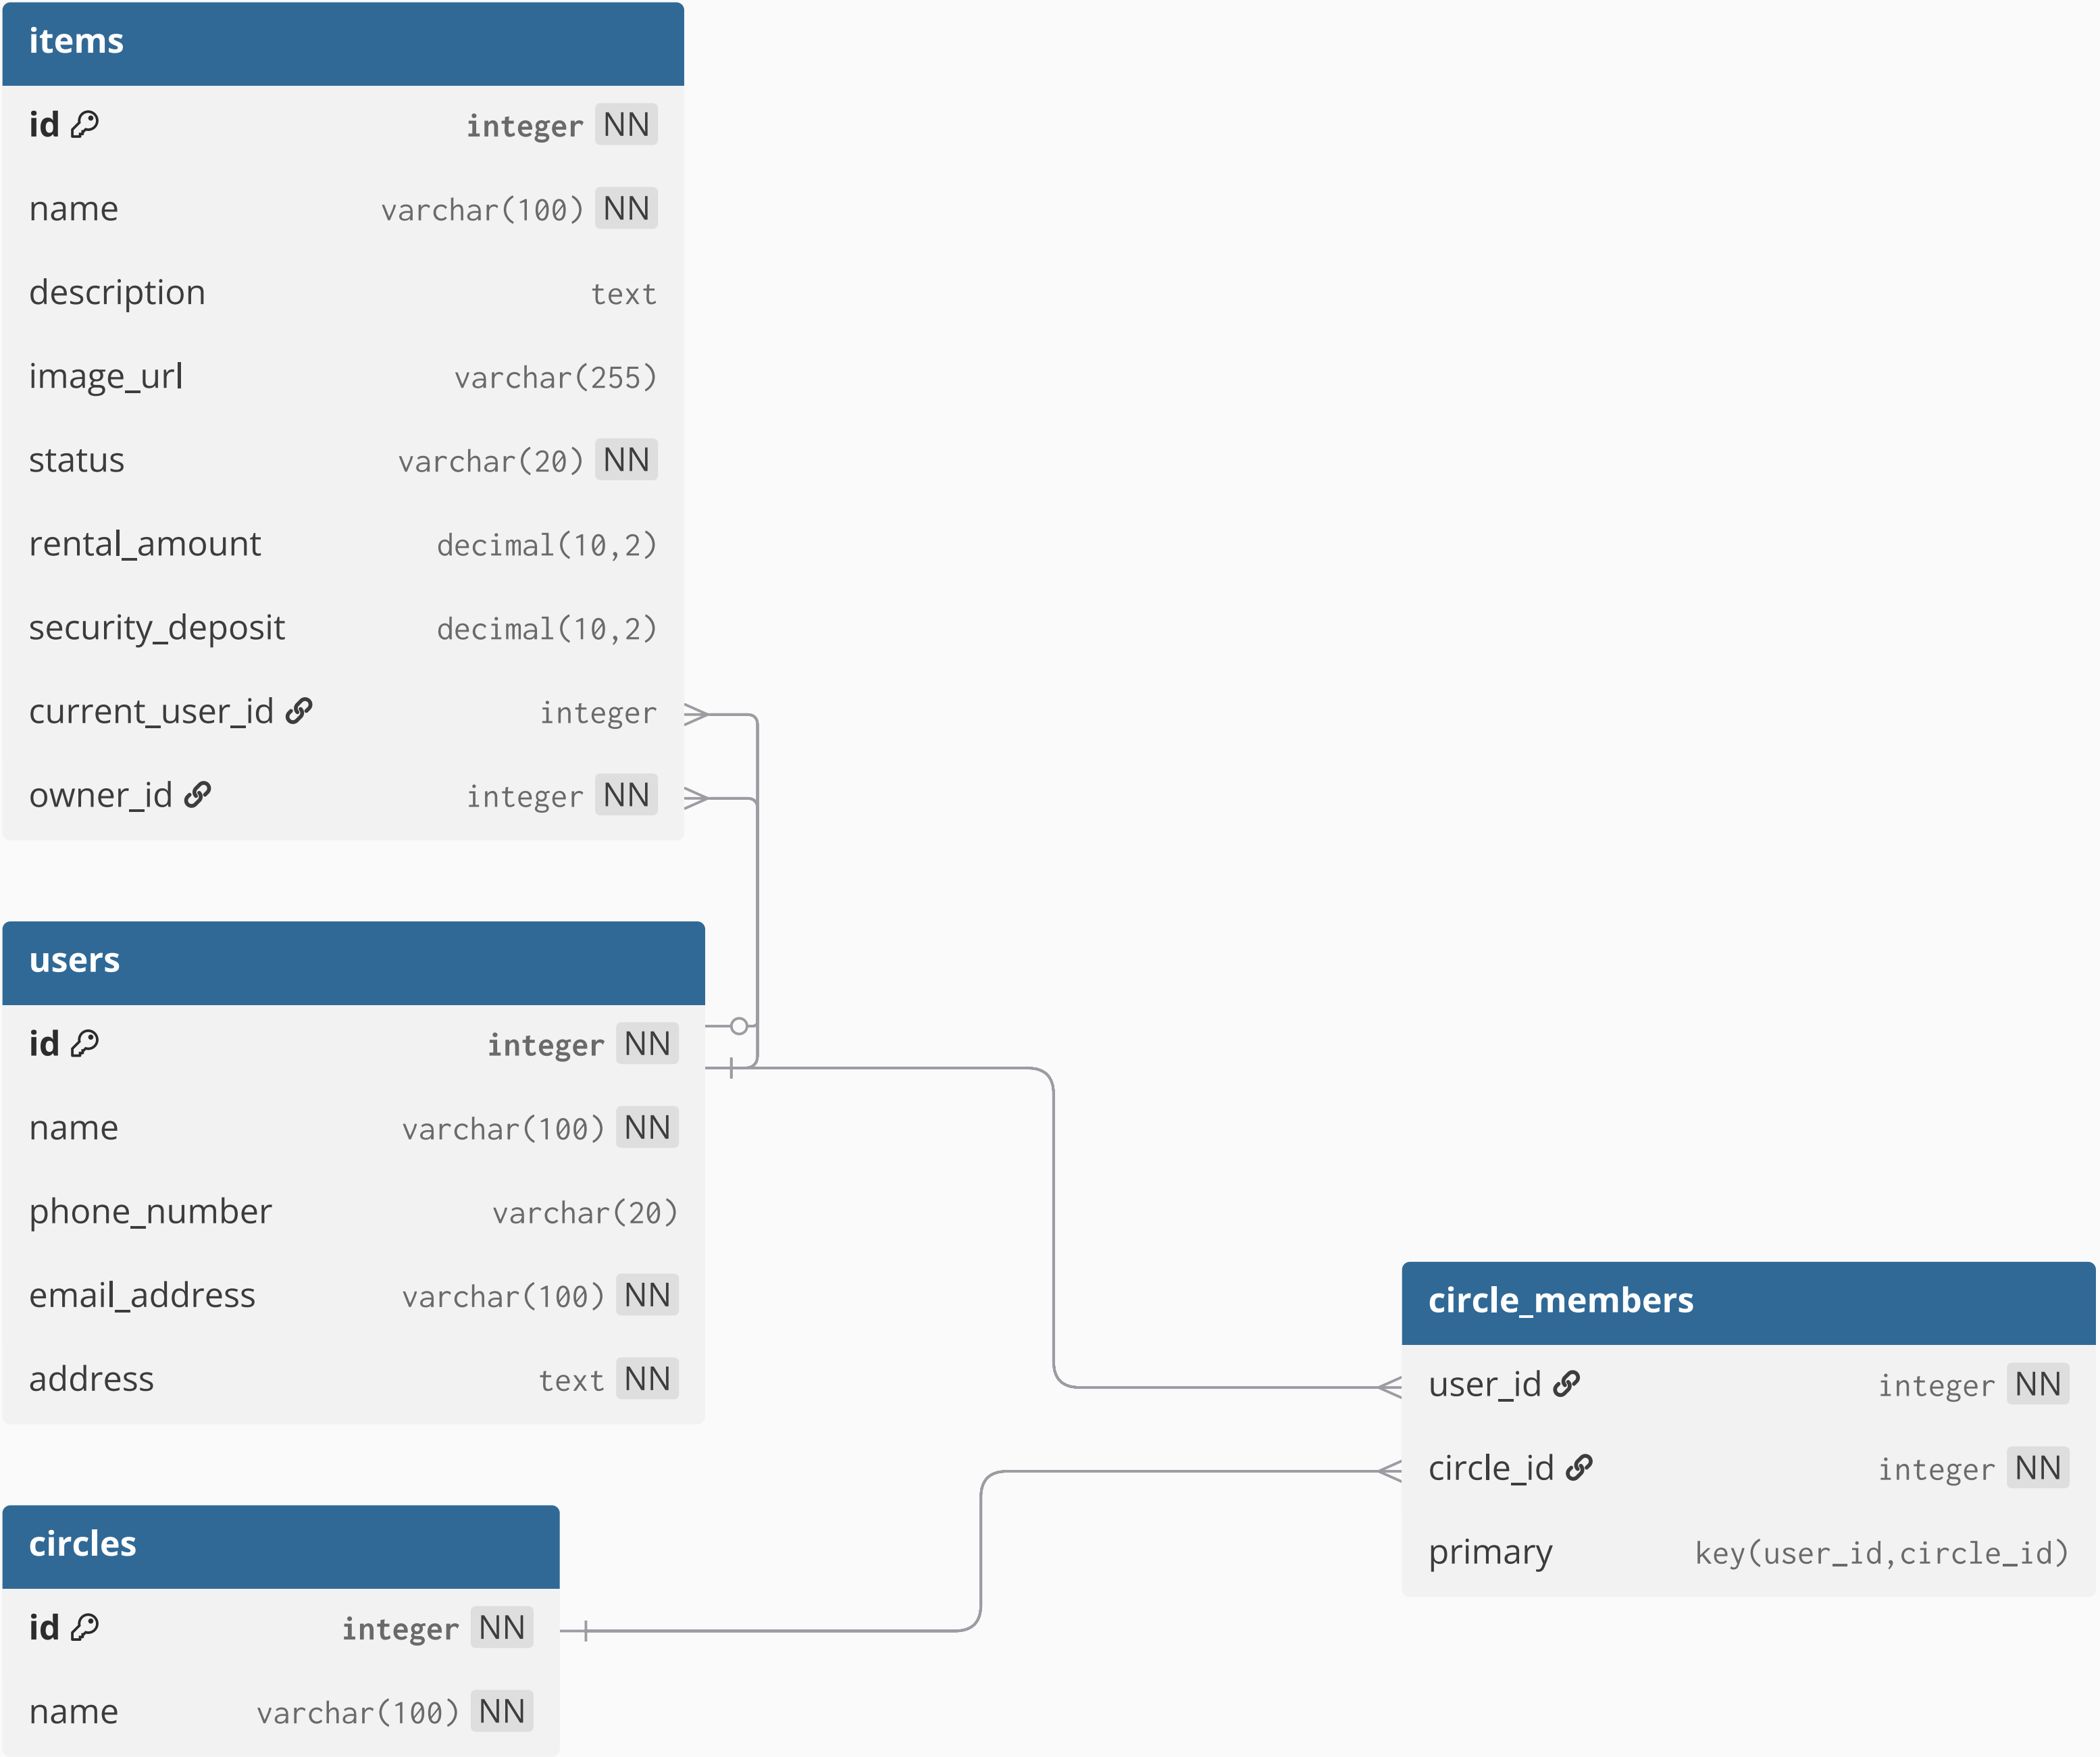 items
id integer NN
name varchar(100) NN
description text
image_url varchar(255)
status varchar(20) NN
rental_amount decimal(10,2)
security_deposit decimal(10,2)
current_user_id integer
owner_id integer NN
users
id integer NN
name varchar(100) NN
phone_number varchar(20)
email_address varchar(100) NN
address text NN
circle_members
user_id integer NN
circle_id integer NN
primary key(user_id,circle_id)
circles
id integer NN
name varchar(100) NN